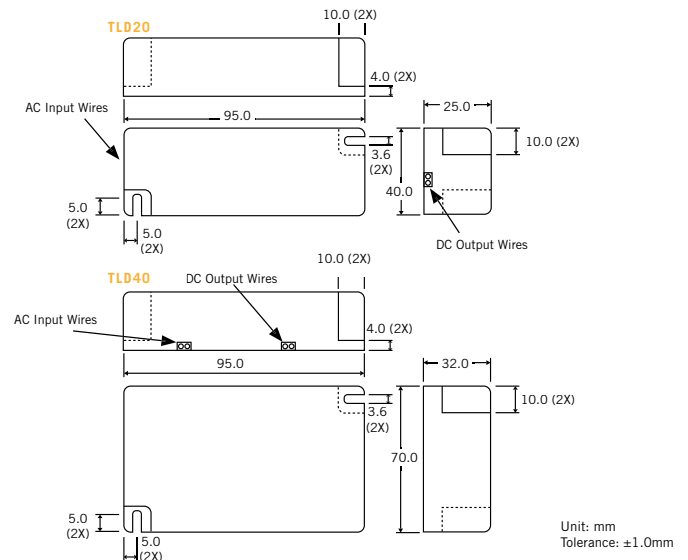 TLD20
10.0 (2X)
4.0 (2X)
AC Input Wires
95.0
25.0
10.0 (2X)
3.6
(2X)
40.0
5.0
(2X)
5.0
(2X)
DC Output Wires
TLD40
DC Output Wires
10.0 (2X)
AC Input Wires
4.0 (2X)
95.0
32.0
10.0 (2X)
3.6
(2X)
70.0
5.0
(2X)
5.0
(2X)
Unit: mm
Tolerance: ±1.0mm